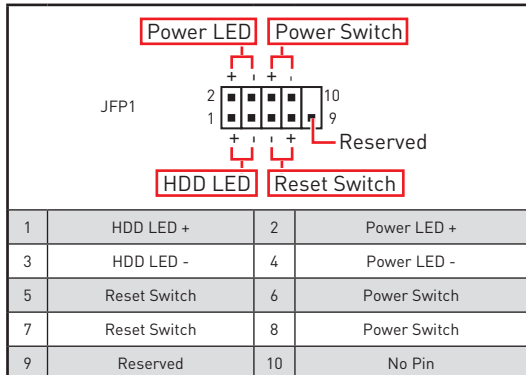 Power LED Power Switch
+ - + -
JFP1
2 10
1 9
+ - - +
Reserved
HDD LED Reset Switch
1 HDD LED + 2 Power LED +
3 HDD LED - 4 Power LED -
5 Reset Switch 6 Power Switch
7 Reset Switch 8 Power Switch
9 Reserved 10 No Pin